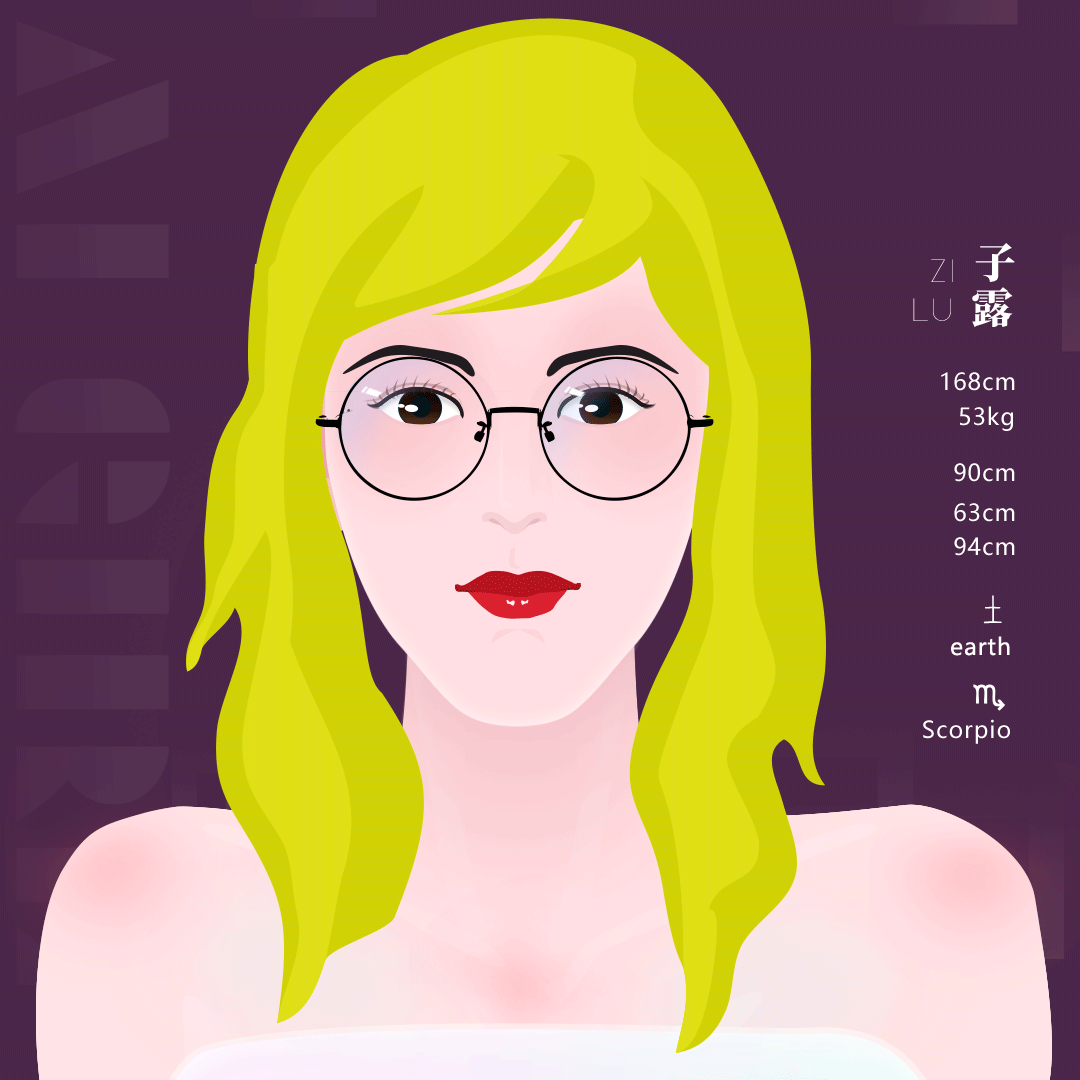 子露
ZI
LU
168cm
53kg
90cm
63cm
94cm
土
earth
♏
Scorpio